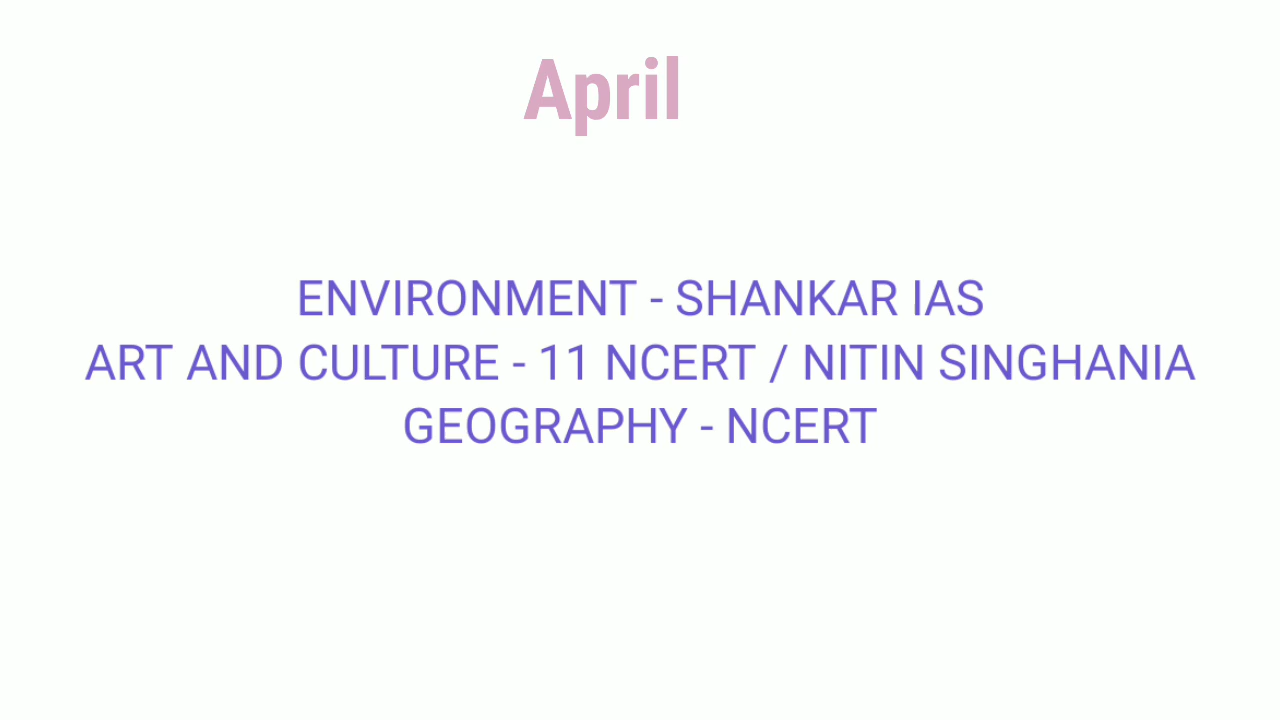 April
ENVIRONMENT - SHANKAR IAS
ART AND CULTURE - 11 NCERT / NITIN SINGHANIA
GEOGRAPHY - NCERT